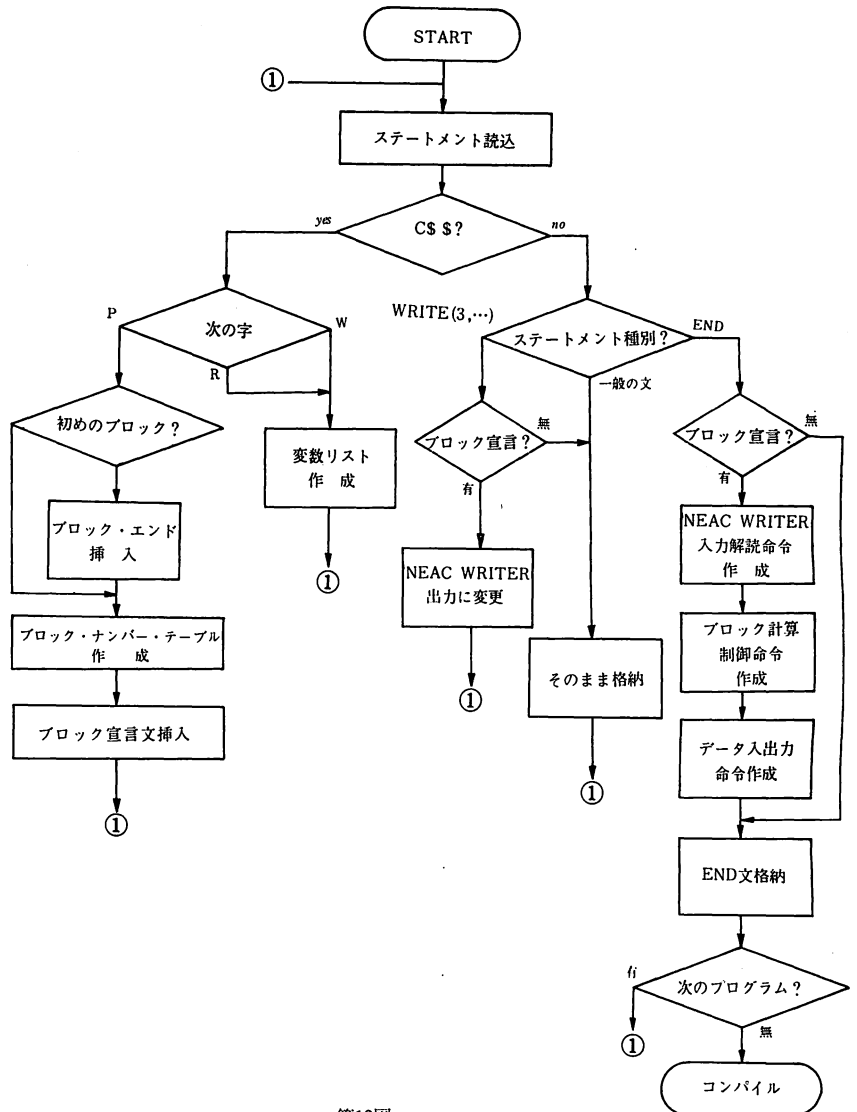 START
①
ステートメント読込
yes
C$ $?
no
P
次の字
W
R
WRITE(3,…)
ステートメント種別?
END
一般の文
初めのブロック?
ブロック・エンド
挿 入
ブロック・ナンバー・テーブル
作 成
ブロック宣言文挿入
①
変数リスト
作 成
①
ブロック宣言?
無
有
NEAC WRITER
出力に変更
①
そのまま格納
①
ブロック宣言?
無
有
NEAC WRITER
入力解読命令
作 成
ブロック計算
制御命令
作成
データ入出力
命令作成
END文格納
有
次のプログラム?
①
無
コンパイル